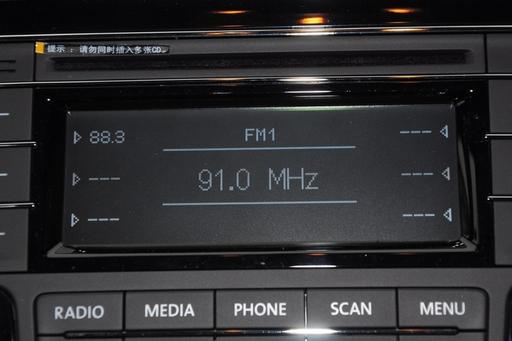 提示：请勿同时插入多张CD。
88.3 FM1 ---
--- 91.0 MHz ---
--- ---
RADIO MEDIA PHONE SCAN MENU